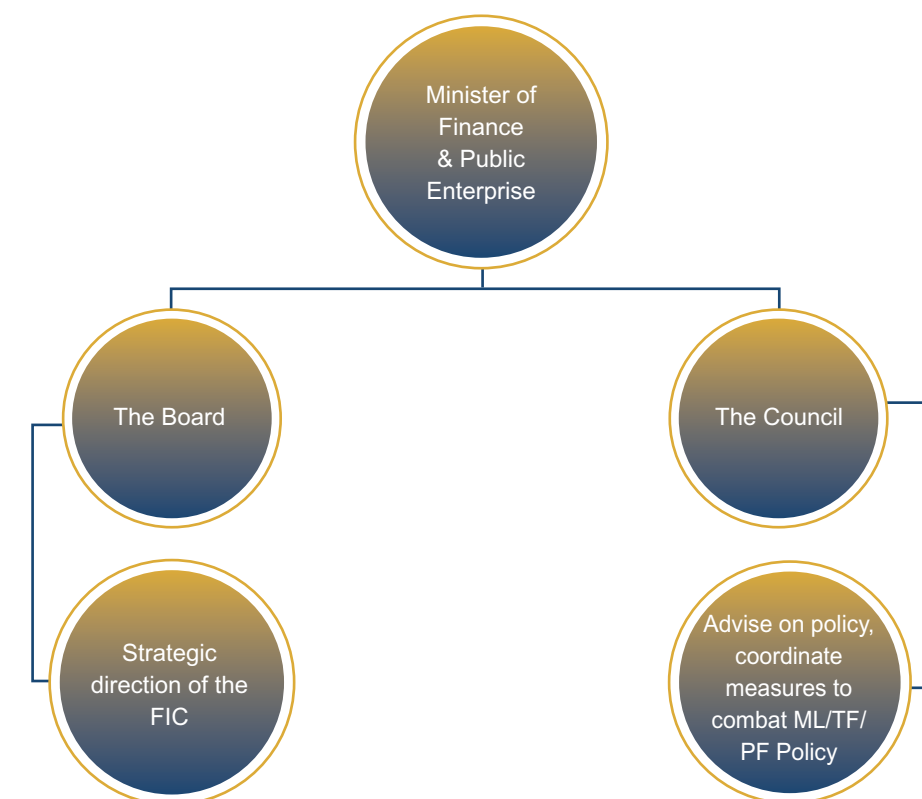 Minister of
Finance
& Public
Enterprise
The Board
The Council
Strategic
direction of the
FIC
Advise on policy,
coordinate
measures to
combat ML/TF/
PF Policy